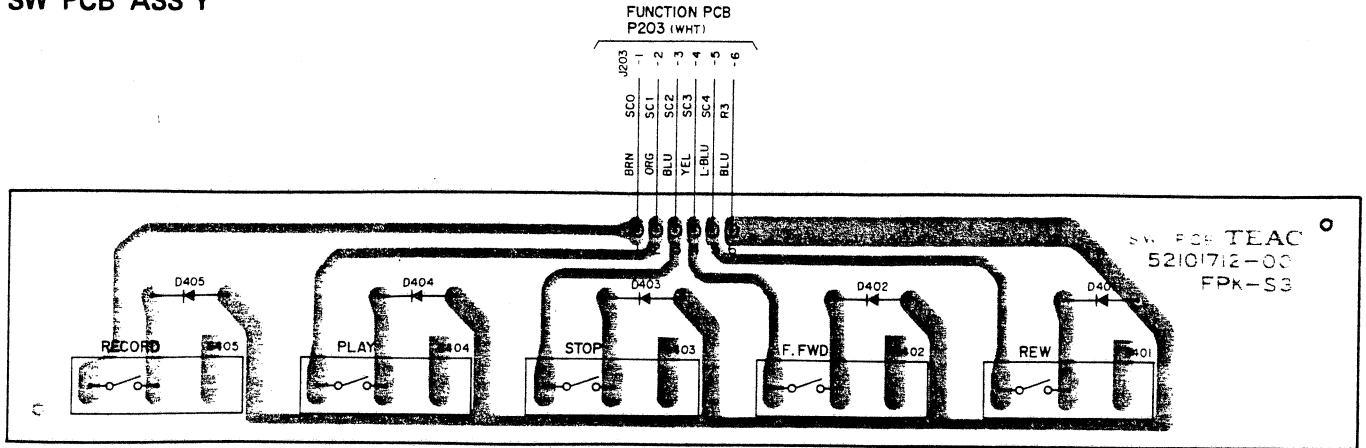 SW PCB ASS'Y
FUNCTION PCB
P203 (WHT)
J203 -1 -2 -3 -4 -5 -6
SC0 SC1 SC2 SC3 SC4 R3
BRN ORG BLU YEL L-BLU BLU
SW PCB TEAC
52101712-00
FPK-S3
D405 D404 D403 D402
RECORD PLAY STOP F.FWD REW